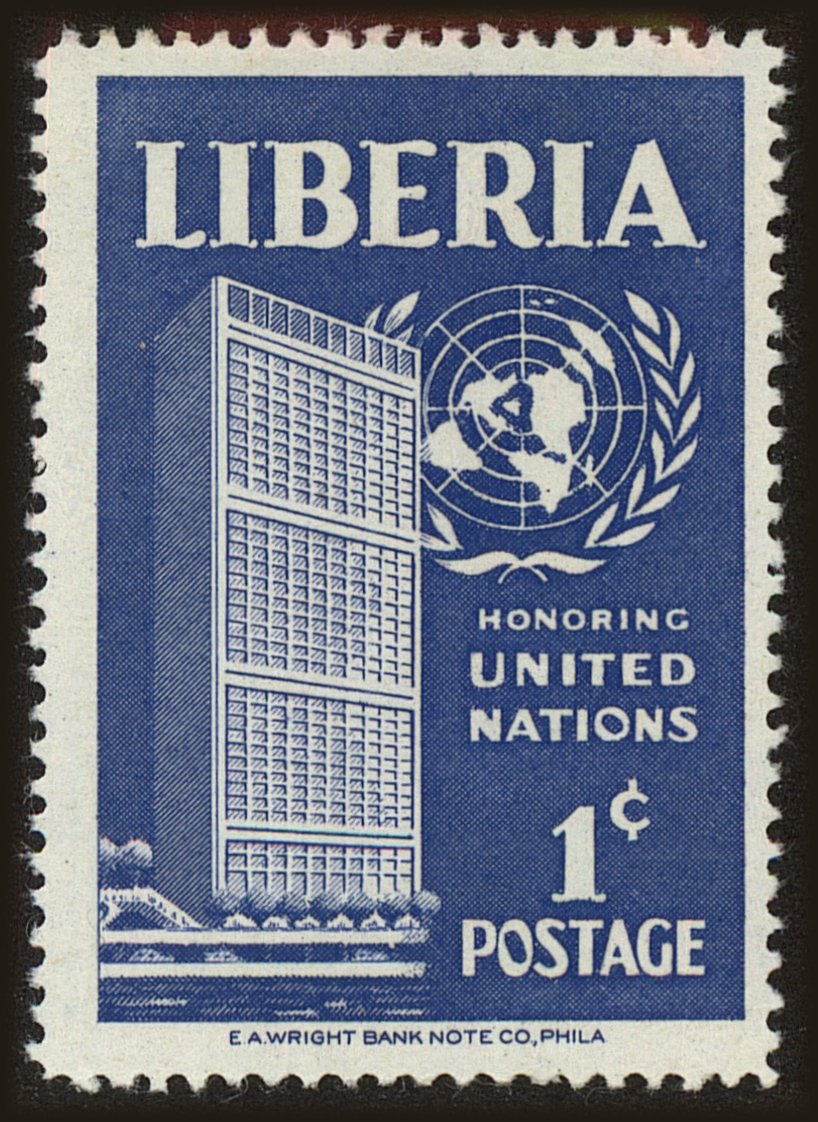 LIBERIA
HONORING
UNITED
NATIONS
1¢
POSTAGE
E.A.WRIGHT BANK NOTE CO., PHILA